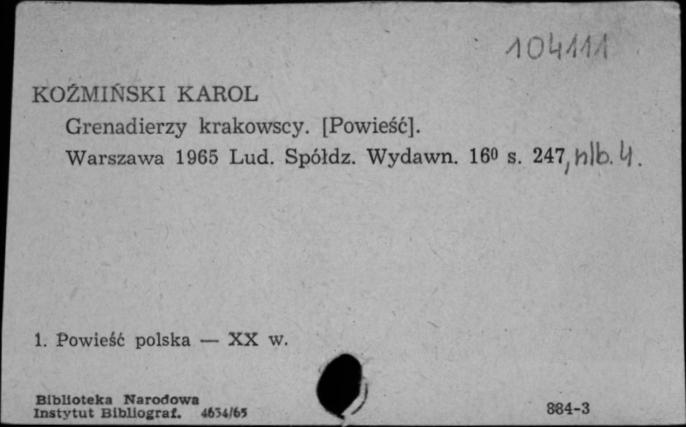 104111
KOŹMIŃSKI KAROL
Grenadierzy krakowscy. [Powieść].
Warszawa 1965 Lud. Spółdz. Wydawn. 16⁰ s. 247, nlb. 4.
1. Powieść polska — XX w.
Biblioteka Narodowa
Instytut Bibliograf. 4634/65
884-3